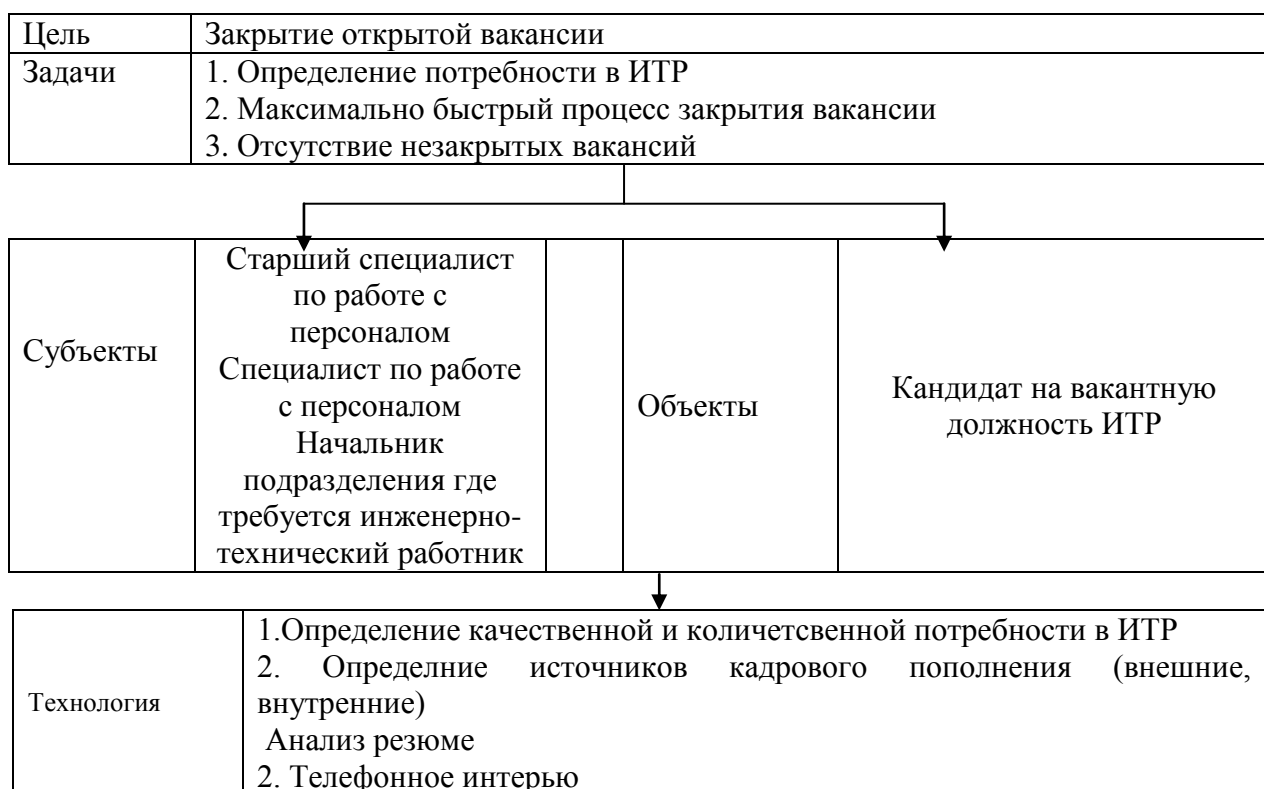 Цель
Закрытие открытой вакансии
Задачи
1. Определение потребности в ИТР
2. Максимально быстрый процесс закрытия вакансии
3. Отсутствие незакрытых вакансий
Субъекты
Старший специалист
по работе с
персоналом
Специалист по работе
с персоналом
Начальник
подразделения где
требуется инженерно-
технический работник
Объекты
Кандидат на вакантную
должность ИТР
Технология
1.Определение качественной и количетсвенной потребности в ИТР
2. Определние источников кадрового пополнения (внешние,
внутренние)
Анализ резюме
2. Телефонное интерью